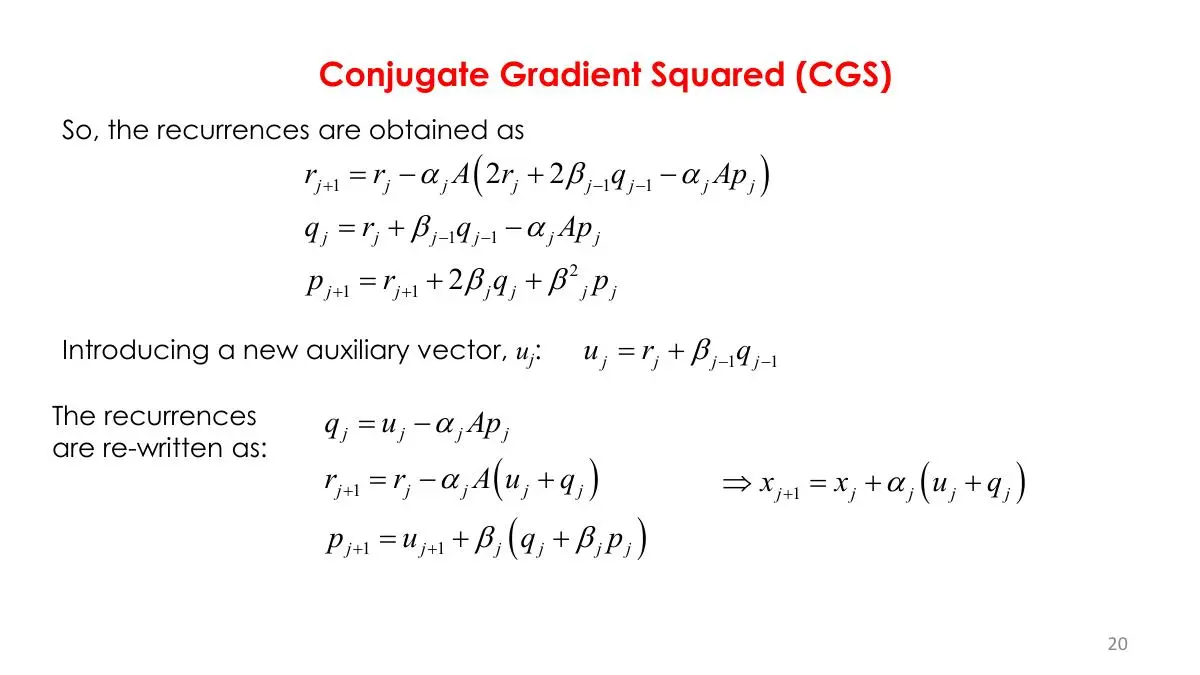 Conjugate Gradient Squared (CGS)
So, the recurrences are obtained as
r_{j+1} = r_j − α_j A(2r_j + 2β_{j−1}q_{j−1} − α_j Ap_j)
q_j = r_j + β_{j−1}q_{j−1} − α_j Ap_j
p_{j+1} = r_{j+1} + 2β_j q_j + β²_j p_j
Introducing a new auxiliary vector, u_j: u_j = r_j + β_{j−1}q_{j−1}
The recurrences
are re-written as:
q_j = u_j − α_j Ap_j
r_{j+1} = r_j − α_j A(u_j + q_j) ⇒ x_{j+1} = x_j + α_j(u_j + q_j)
p_{j+1} = u_{j+1} + β_j(q_j + β_j p_j)
20